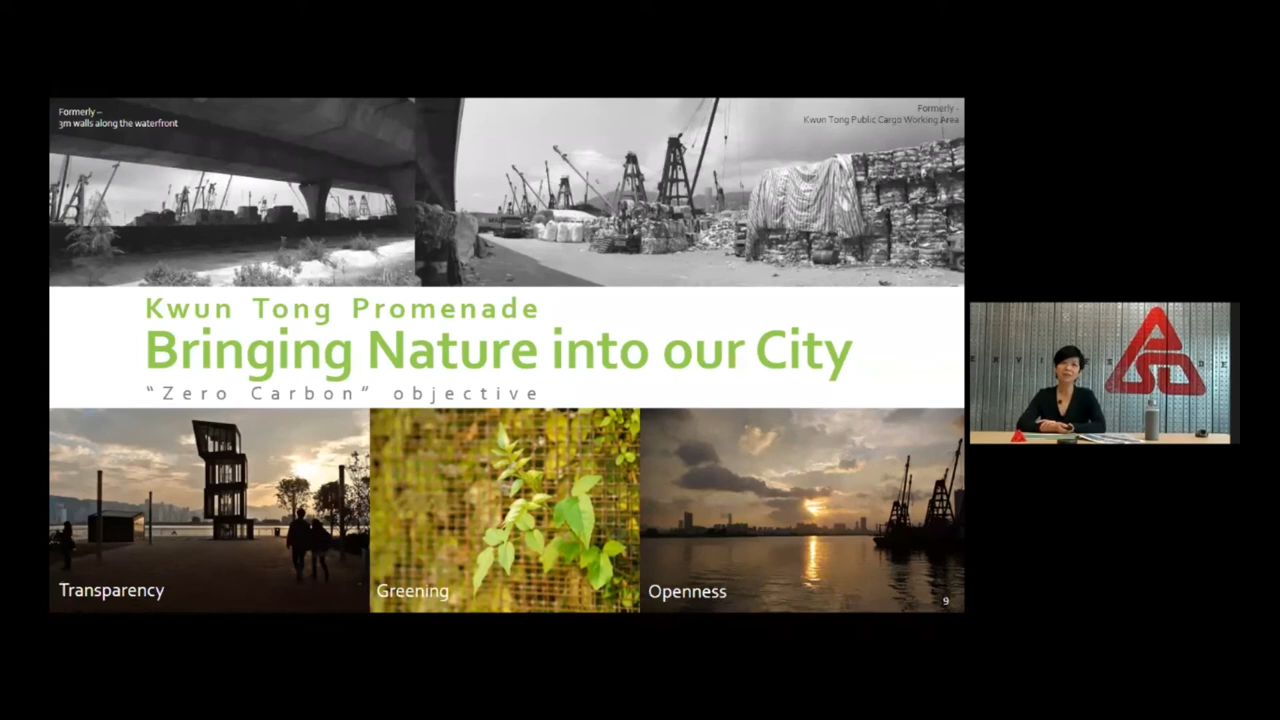 Formerly –
3m walls along the waterfront
Formerly -
Kwun Tong Public Cargo Working Area
Kwun Tong Promenade
Bringing Nature into our City
“Zero Carbon” objective
Transparency
Greening
Openness
9